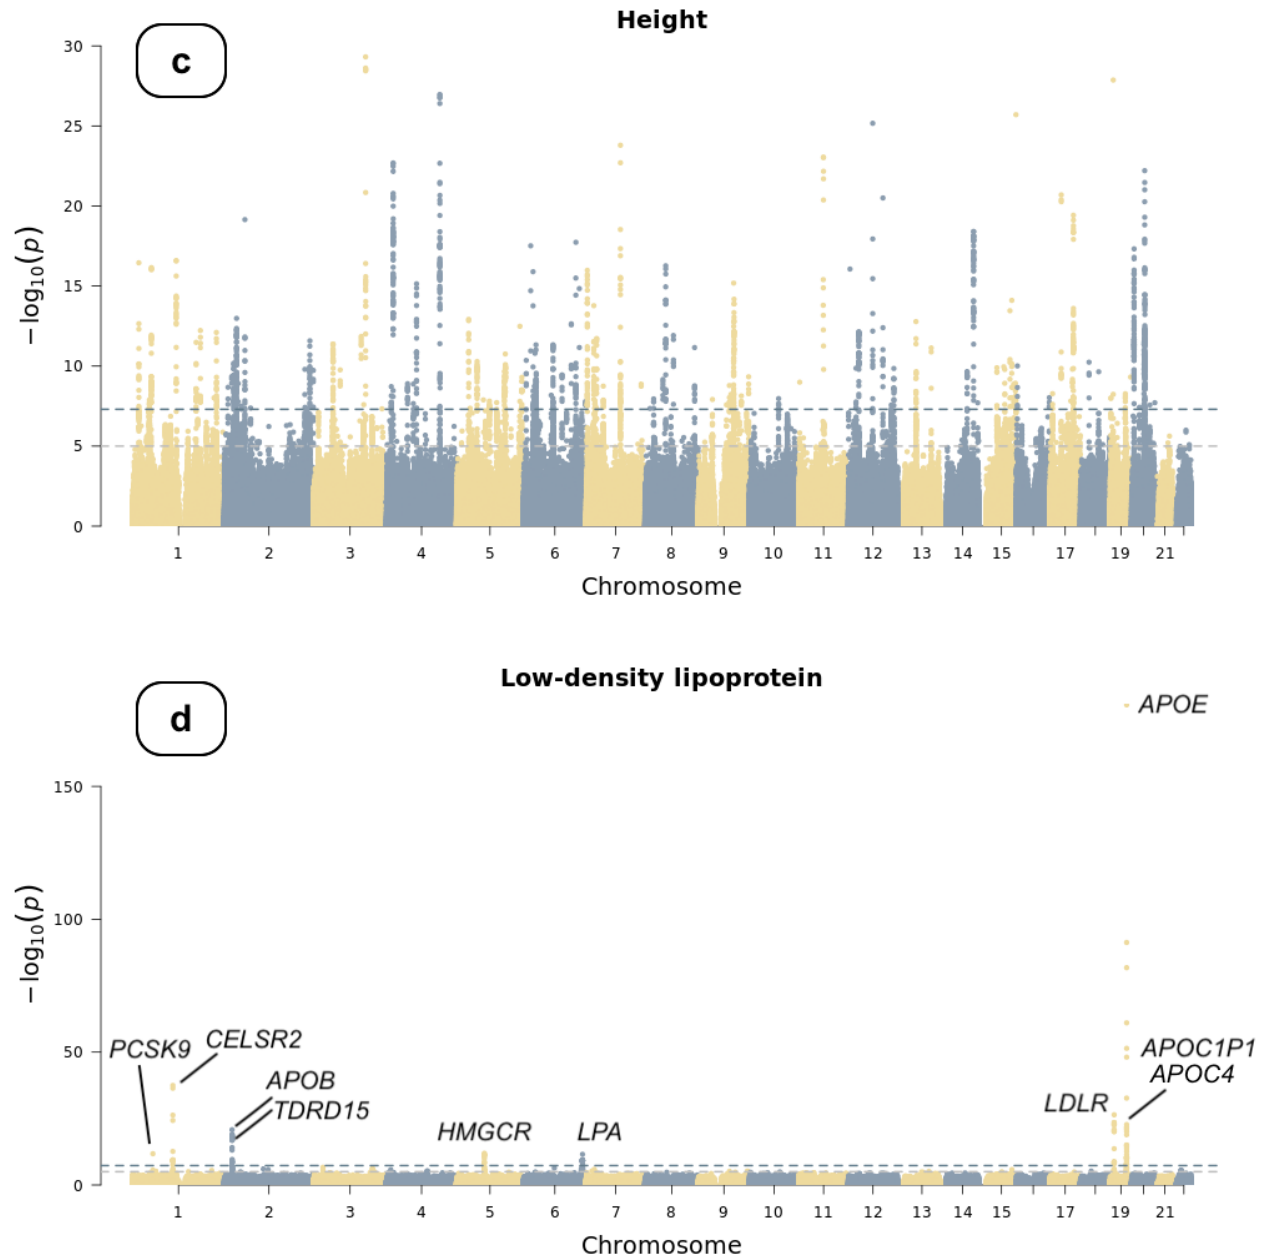 Height
c
30
25
20
15
10
5
0
−log10(p)
1 2 3 4 5 6 7 8 9 10 11 12 13 14 15 17 19 21
Chromosome
Low-density lipoprotein
d
APOE
150
100
50
0
−log10(p)
PCSK9
CELSR2
APOB
TDRD15
HMGCR
LPA
LDLR
APOC1P1
APOC4
1 2 3 4 5 6 7 8 9 10 11 12 13 14 15 17 19 21
Chromosome